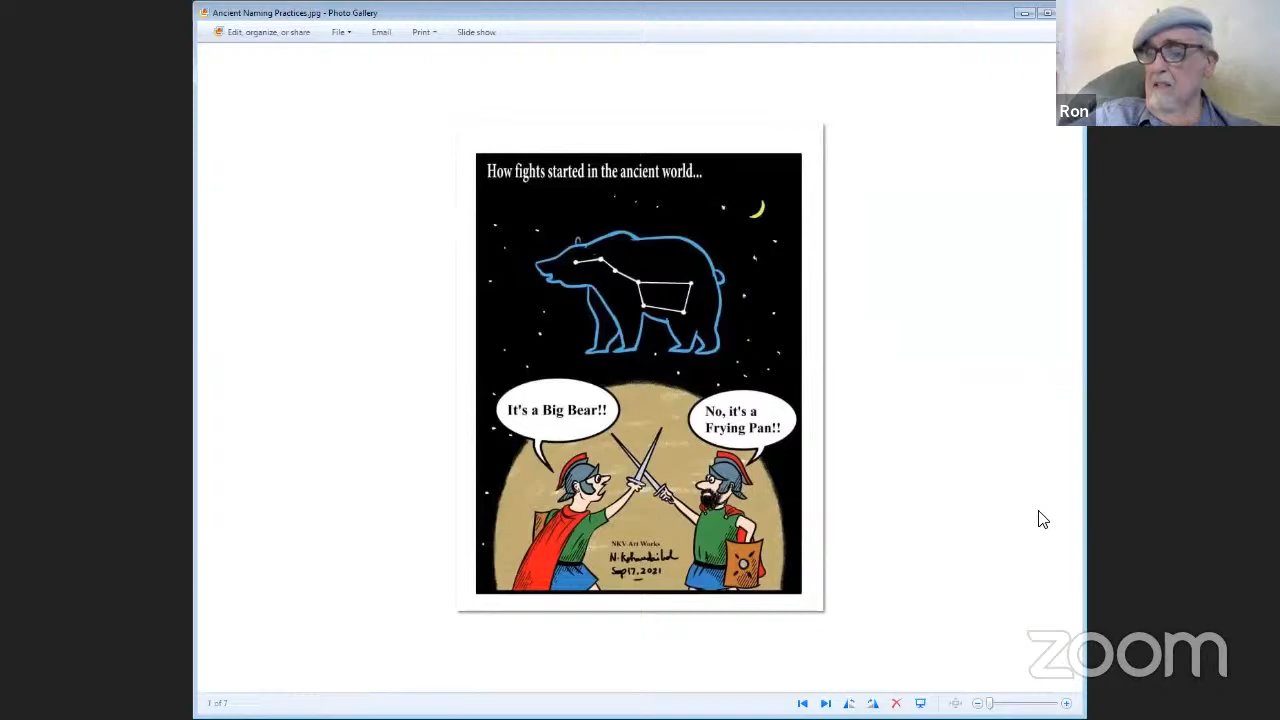 Ancient Naming Practices.jpg - Photo Gallery
Edit, organize, or share File Email Print Slide show
Ron
How fights started in the ancient world...
It's a Big Bear!!
No, it's a
Frying Pan!!
NKV Art Works
Sep 17, 2021
1 of 7
zoom